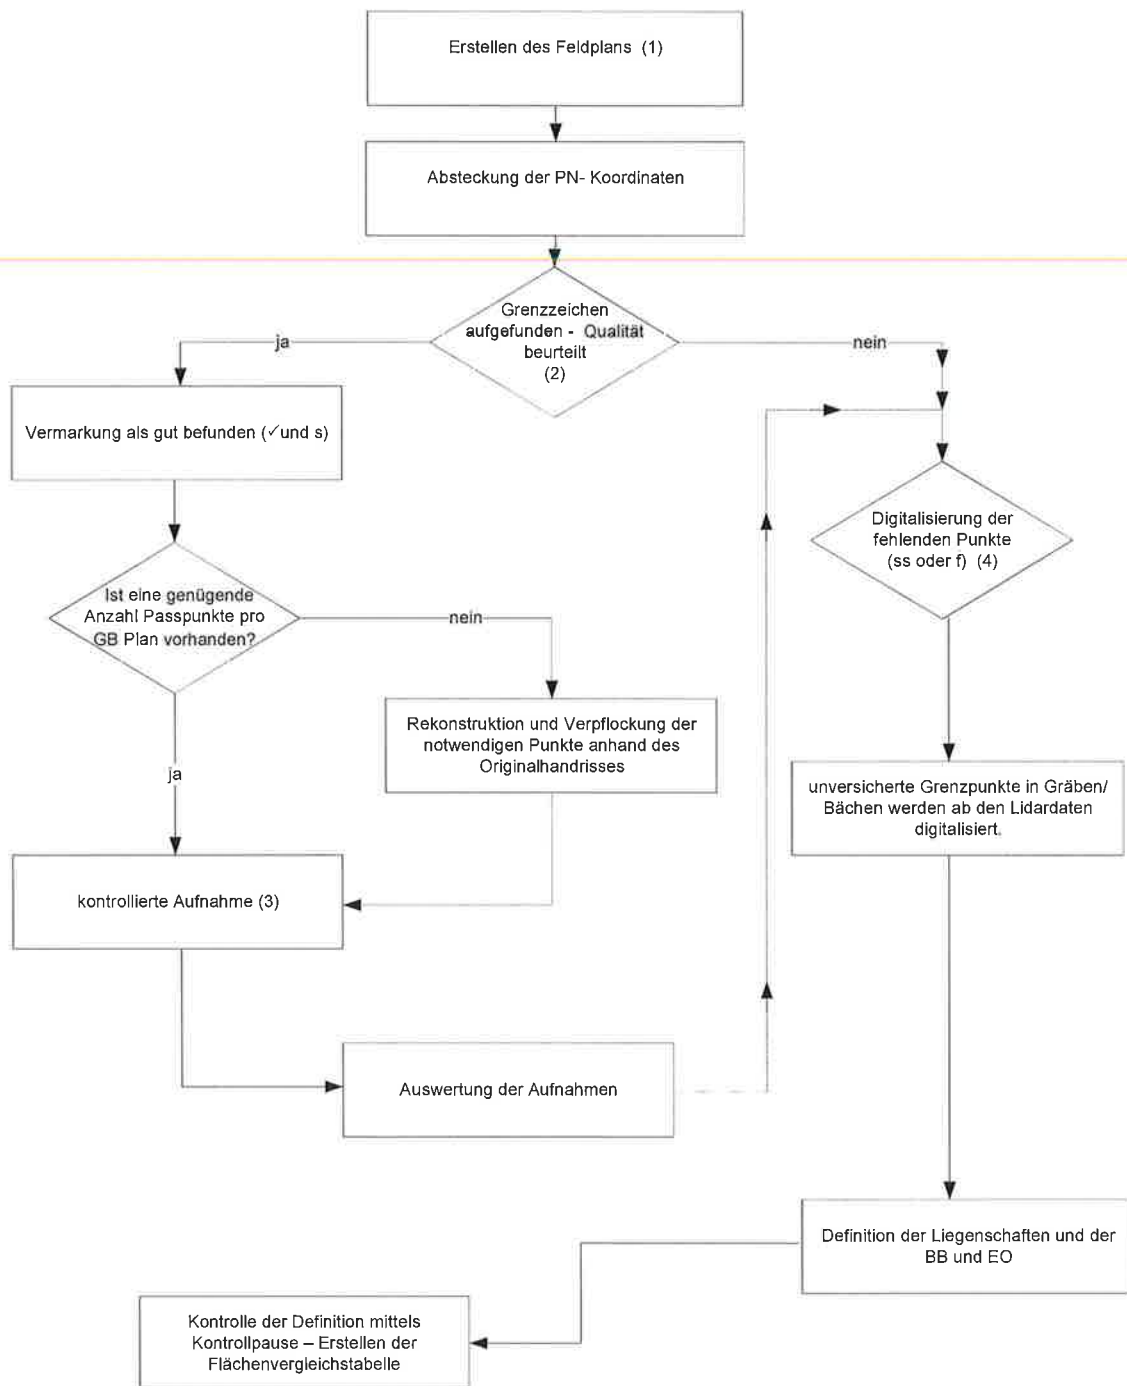 Erstellen des Feldplans (1)
Absteckung der PN- Koordinaten
Grenzzeichen
aufgefunden - Qualität
beurteilt
(2)
ja
nein
Vermarkung als gut befunden (✓und s)
Digitalisierung der
fehlenden Punkte
(ss oder f) (4)
Ist eine genügende
Anzahl Passpunkte pro
GB Plan vorhanden?
nein
ja
Rekonstruktion und Verpflockung der
notwendigen Punkte anhand des
Originalhandrisses
unversicherte Grenzpunkte in Gräben/
Bächen werden ab den Lidardaten
digitalisiert.
kontrollierte Aufnahme (3)
Auswertung der Aufnahmen
Definition der Liegenschaften und der
BB und EO
Kontrolle der Definition mittels
Kontrollpause – Erstellen der
Flächenvergleichstabelle